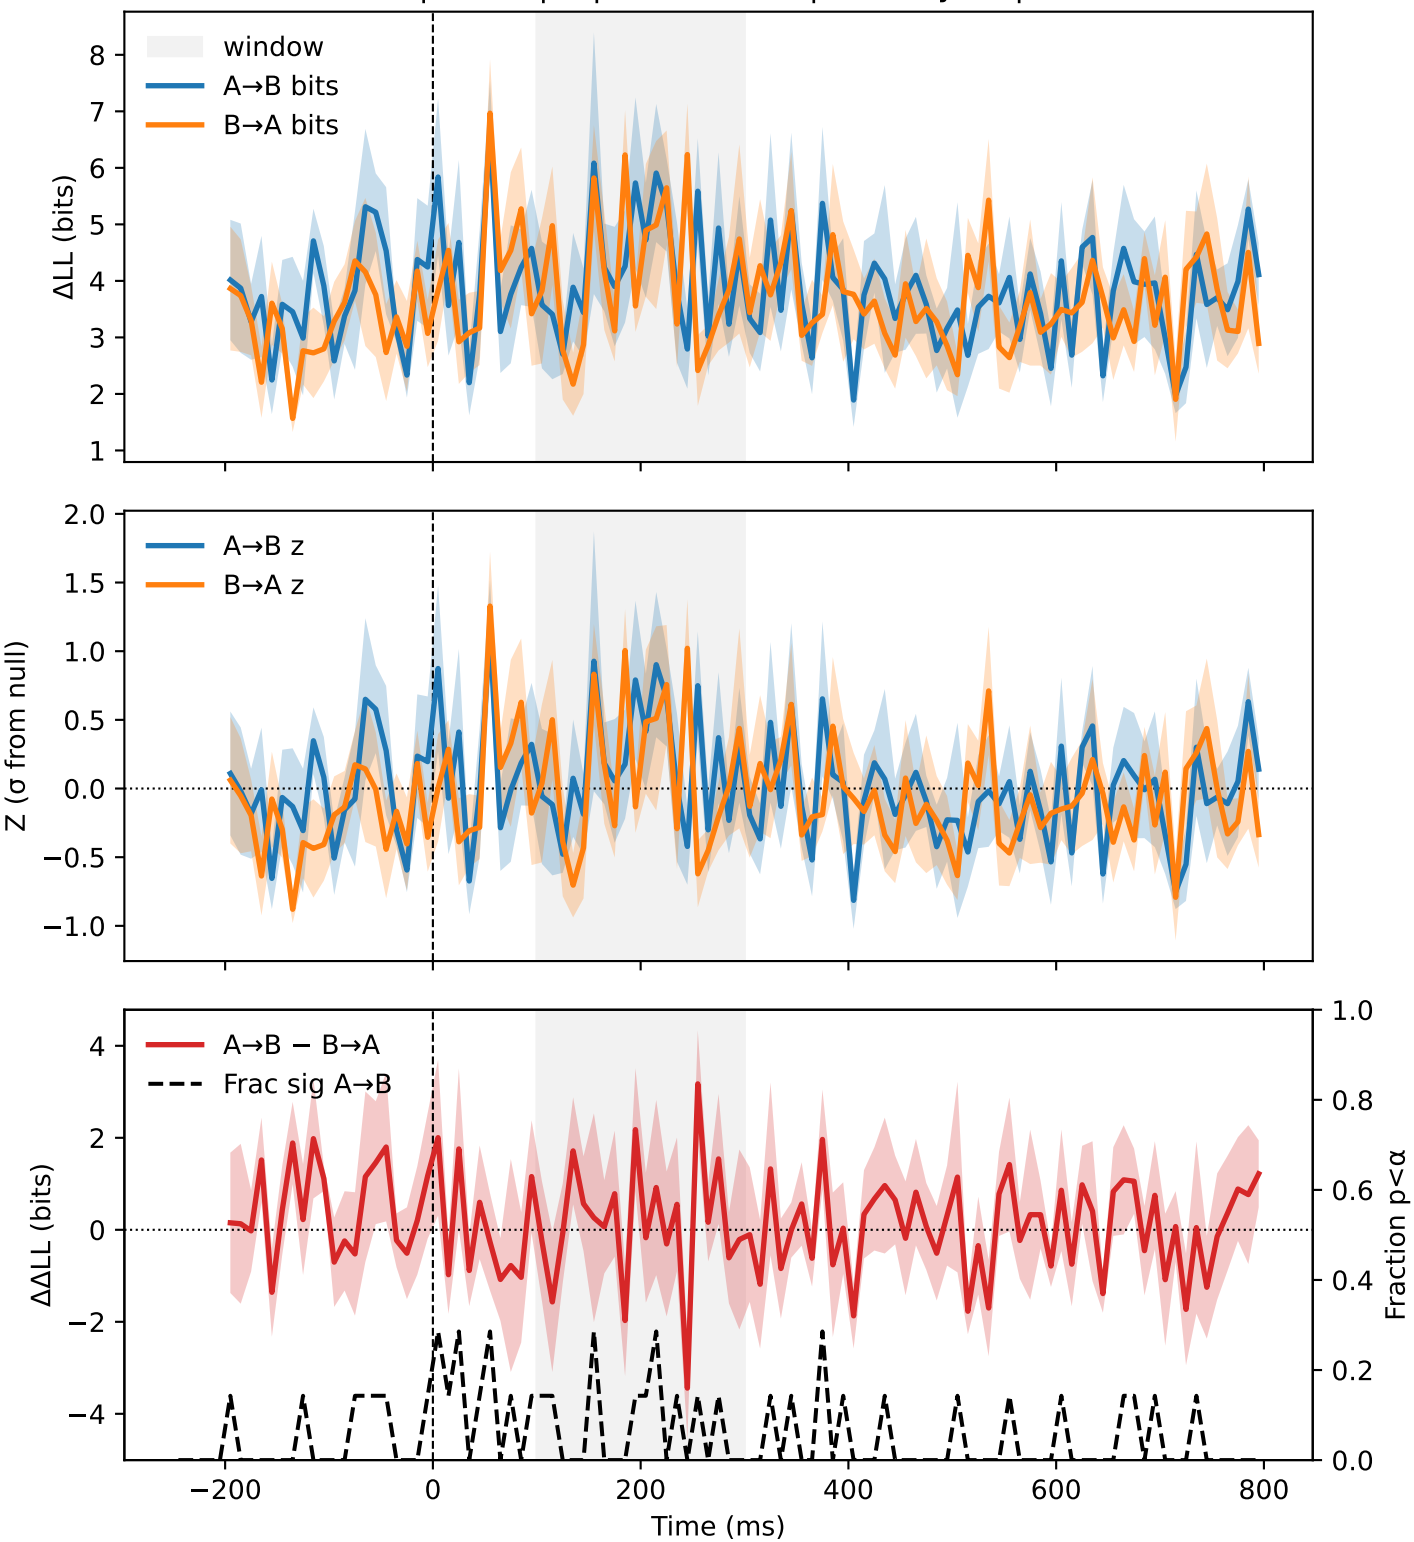 8
7
6
5
4
3
2
1
ΔLL (bits)
window
A→B bits
B→A bits
2.0
1.5
1.0
0.5
0.0
−0.5
−1.0
Z (σ from null)
A→B z
B→A z
4
2
0
−2
−4
ΔΔLL (bits)
A→B − B→A
Frac sig A→B
1.0
0.8
0.6
0.4
0.2
0.0
Fraction p<α
−200
0
200
400
600
800
Time (ms)